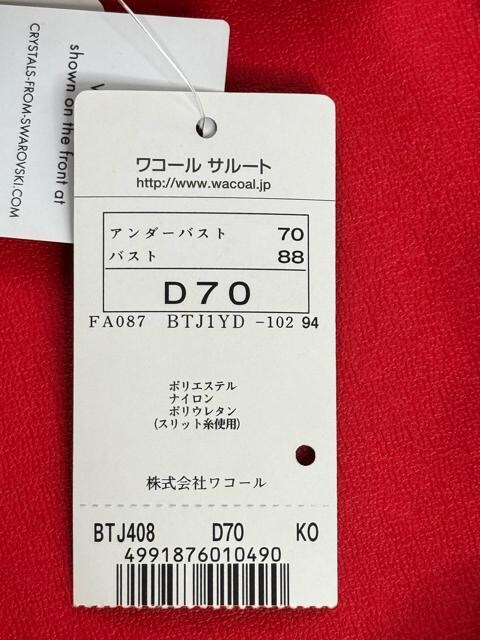 shown on the front at
CRYSTALS-FROM-SWAROVSKI.COM
ワコール サルート
http://www.wacoal.jp
アンダーバスト 70
バスト 88
D70
FA087 BTJ1YD -102 94
ポリエステル
ナイロン
ポリウレタン
(スリット糸使用)
株式会社ワコール
BTJ408 D70 KO
4991876010490